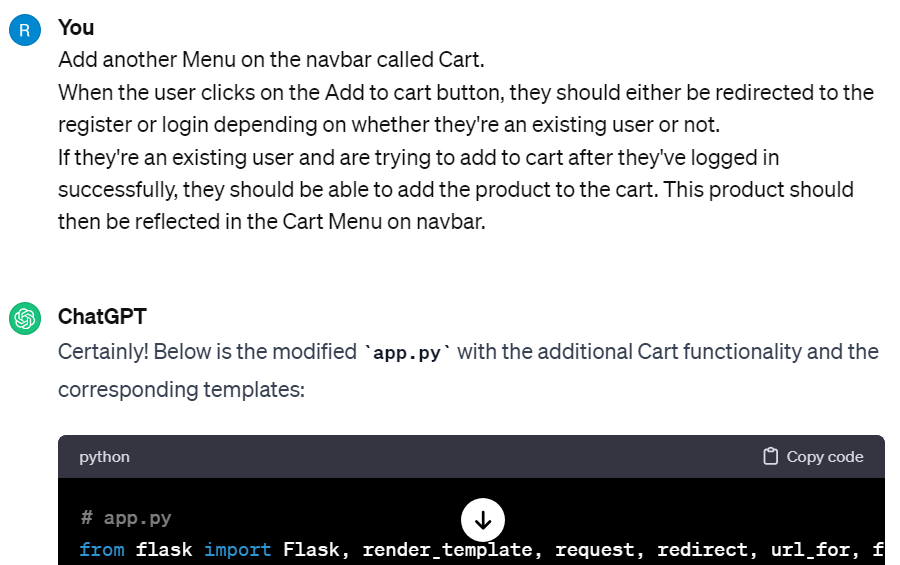 R
You
Add another Menu on the navbar called Cart.
When the user clicks on the Add to cart button, they should either be redirected to the
register or login depending on whether they're an existing user or not.
If they're an existing user and are trying to add to cart after they've logged in
successfully, they should be able to add the product to the cart. This product should
then be reflected in the Cart Menu on navbar.
ChatGPT
Certainly! Below is the modified `app.py` with the additional Cart functionality and the
corresponding templates:
python Copy code
# app.py
from flask import Flask, render_template, request, redirect, url_for, f